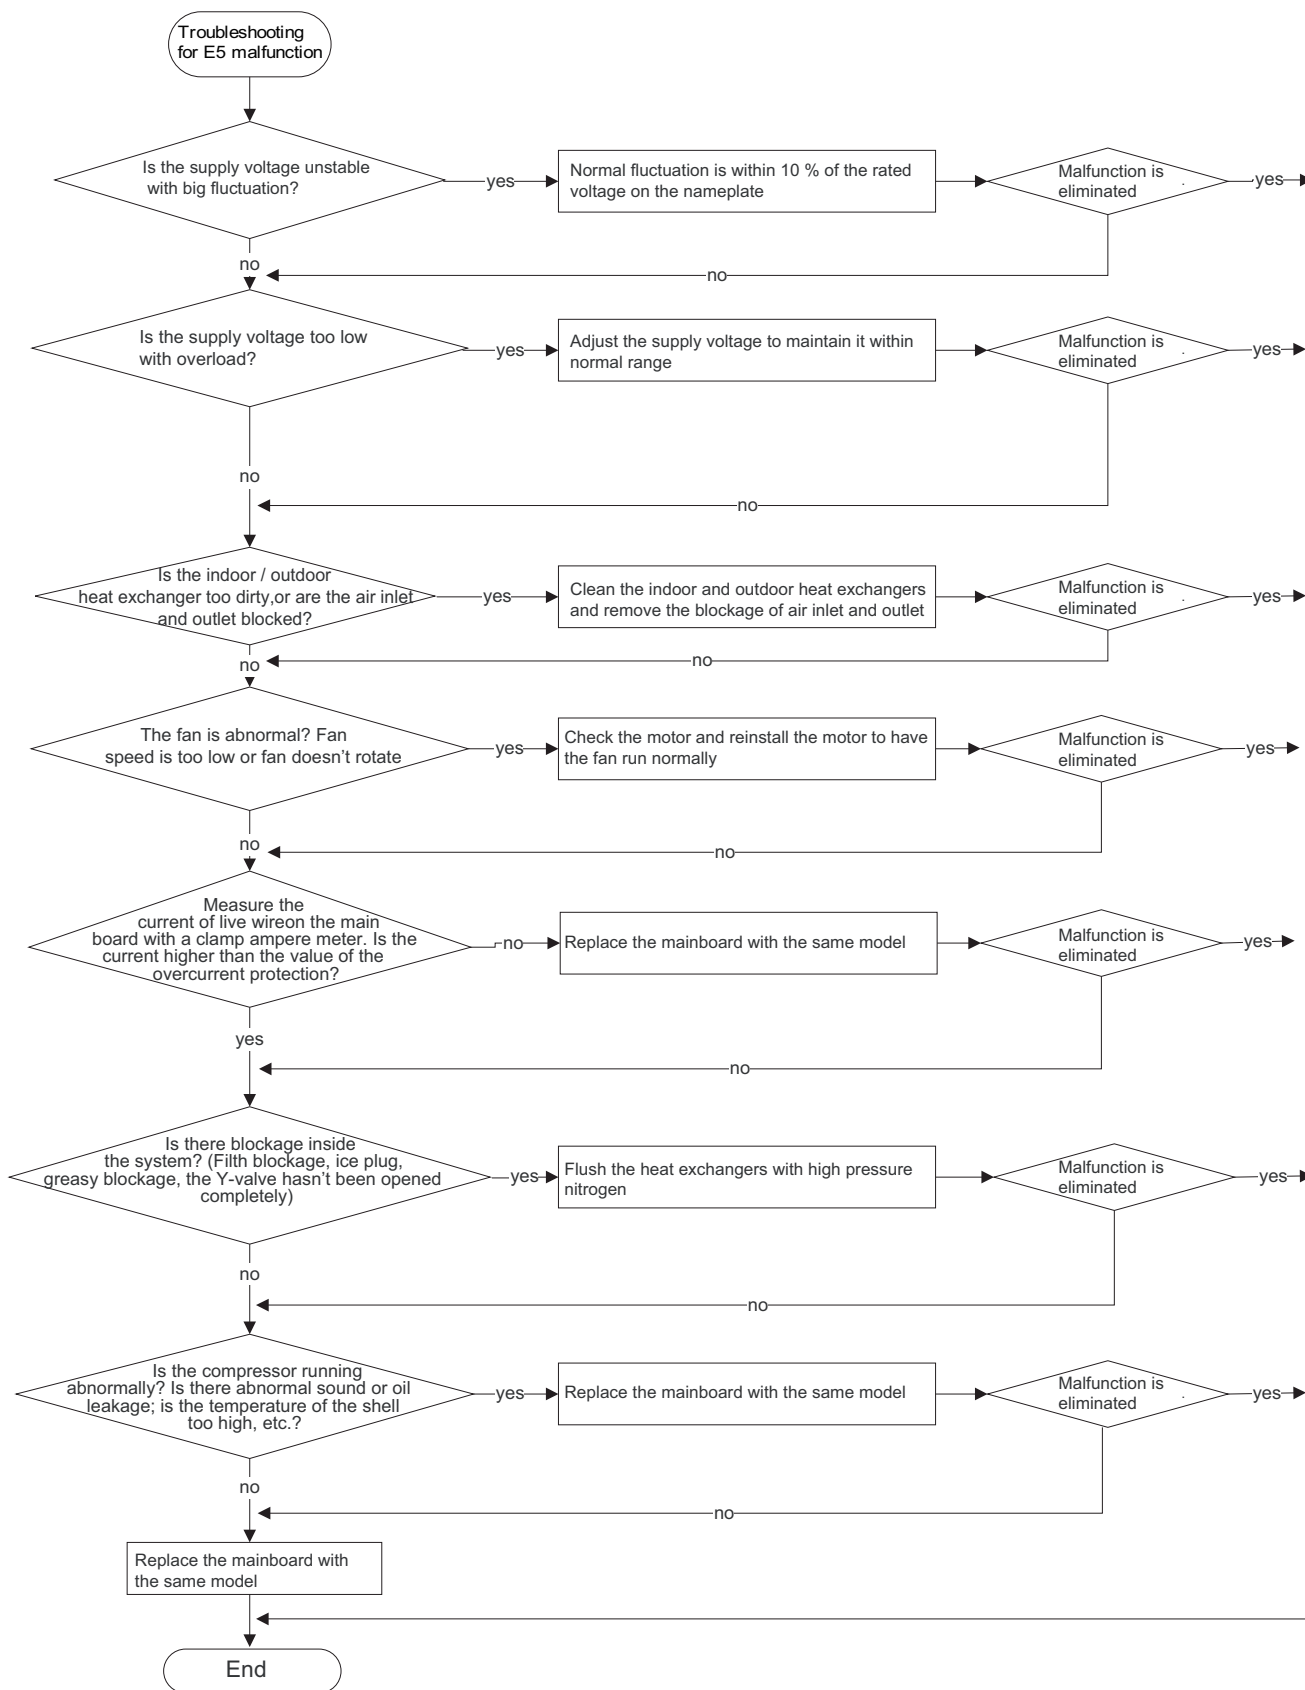 Troubleshooting
for E5 malfunction
Is the supply voltage unstable
with big fluctuation?
yes
Normal fluctuation is within 10 % of the rated
voltage on the nameplate
Malfunction is
eliminated .
yes
no
no
Is the supply voltage too low
with overload?
yes
Adjust the supply voltage to maintain it within
normal range
Malfunction is
eliminated .
yes
no
no
Is the indoor / outdoor
heat exchanger too dirty,or are the air inlet
and outlet blocked?
yes
Clean the indoor and outdoor heat exchangers
and remove the blockage of air inlet and outlet
Malfunction is
eliminated .
yes
no
no
The fan is abnormal? Fan
speed is too low or fan doesn't rotate
yes
Check the motor and reinstall the motor to have
the fan run normally
Malfunction is
eliminated
yes
no
no
Measure the
current of live wireon the main
board with a clamp ampere meter. Is the
current higher than the value of the
overcurrent protection?
no
Replace the mainboard with the same model
Malfunction is
eliminated
yes
yes
no
Is there blockage inside
the system? (Filth blockage, ice plug,
greasy blockage, the Y-valve hasn't been opened
completely)
yes
Flush the heat exchangers with high pressure
nitrogen
Malfunction is
eliminated
yes
no
no
Is the compressor running
abnormally? Is there abnormal sound or oil
leakage; is the temperature of the shell
too high, etc.?
yes
Replace the mainboard with the same model
Malfunction is
eliminated .
yes
no
no
Replace the mainboard with
the same model
End